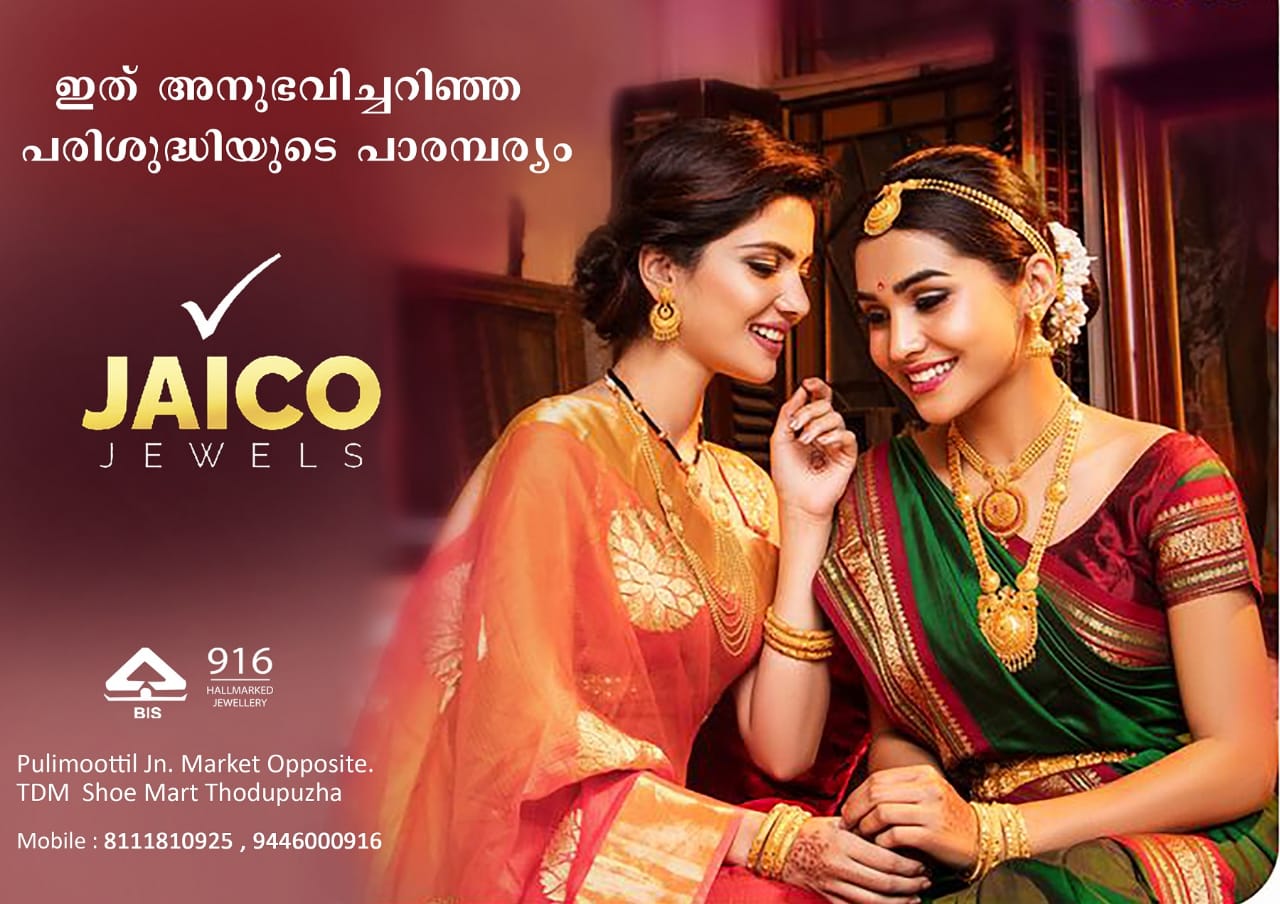 ഇത് അനുഭവിച്ചറിഞ്ഞ
പരിശുദ്ധിയുടെ പാരമ്പര്യം
JAICO
JEWELS
BIS
916
HALLMARKED
JEWELLERY
Pulimoottil Jn. Market Opposite.
TDM Shoe Mart Thodupuzha
Mobile : 8111810925 , 9446000916